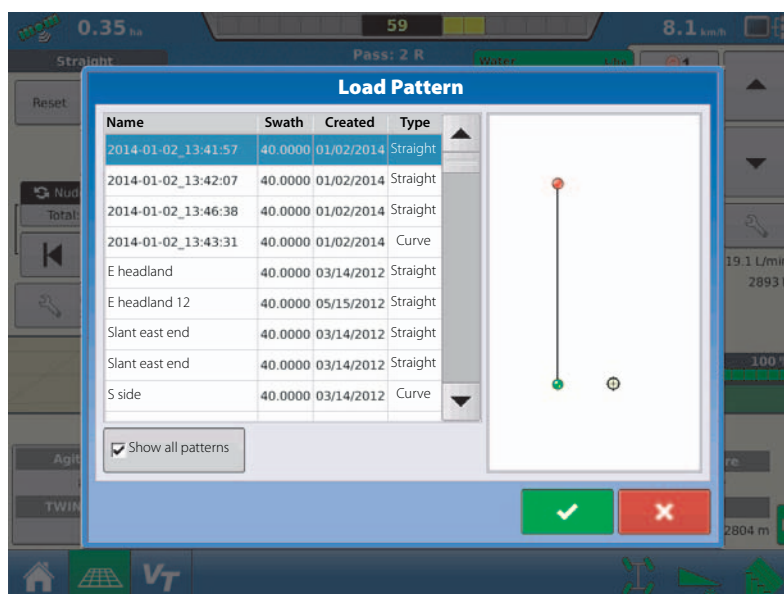 0.35 ha
59
8.1 km/h
Straight
Pass: 2 R
Water
1
Reset
Load Pattern
Name Swath Created Type
2014-01-02_13:41:57 40.0000 01/02/2014 Straight
2014-01-02_13:42:07 40.0000 01/02/2014 Straight
2014-01-02_13:46:38 40.0000 01/02/2014 Straight
2014-01-02_13:43:31 40.0000 01/02/2014 Curve
E headland 40.0000 03/14/2012 Straight
E headland 12 40.0000 05/15/2012 Straight
Slant east end 40.0000 03/14/2012 Straight
Slant east end 40.0000 03/14/2012 Straight
S side 40.0000 03/14/2012 Curve
Show all patterns
Nud
Total:
19.1 L/min
2893
100 %
Agit
re
TWIN
2804 m
VT